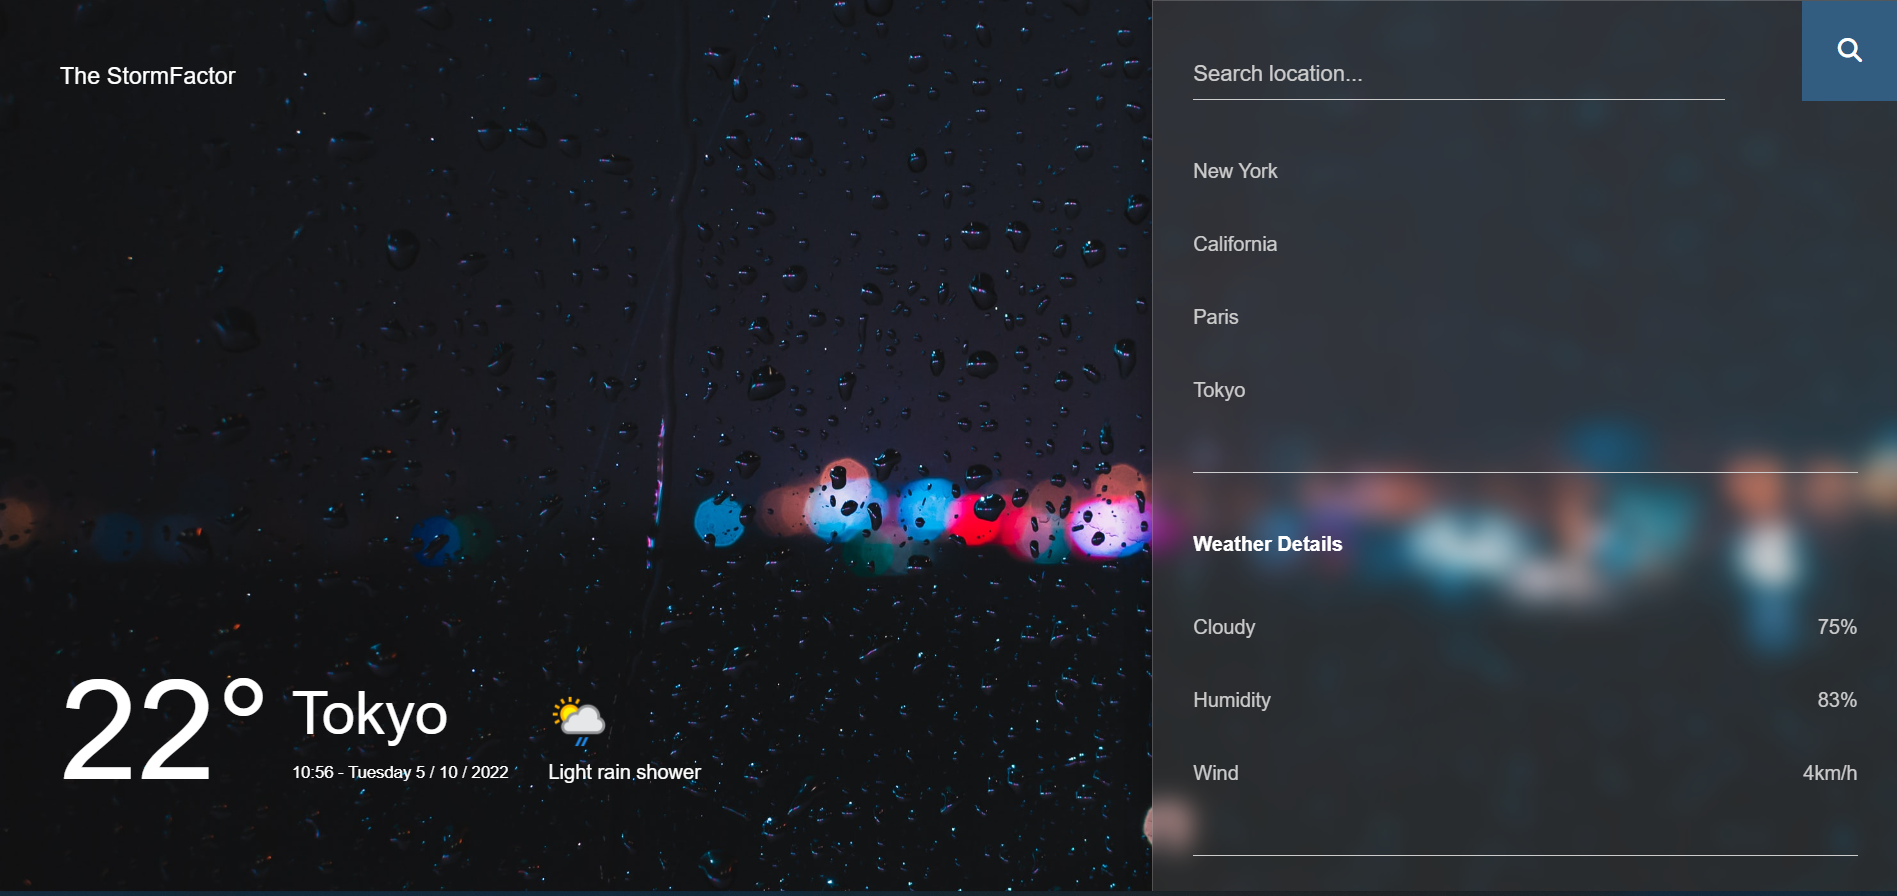 The StormFactor
Search location...
New York
California
Paris
Tokyo
Weather Details
Cloudy 75%
Humidity 83%
Wind 4km/h
22°
Tokyo
10:56 - Tuesday 5 / 10 / 2022
Light rain shower